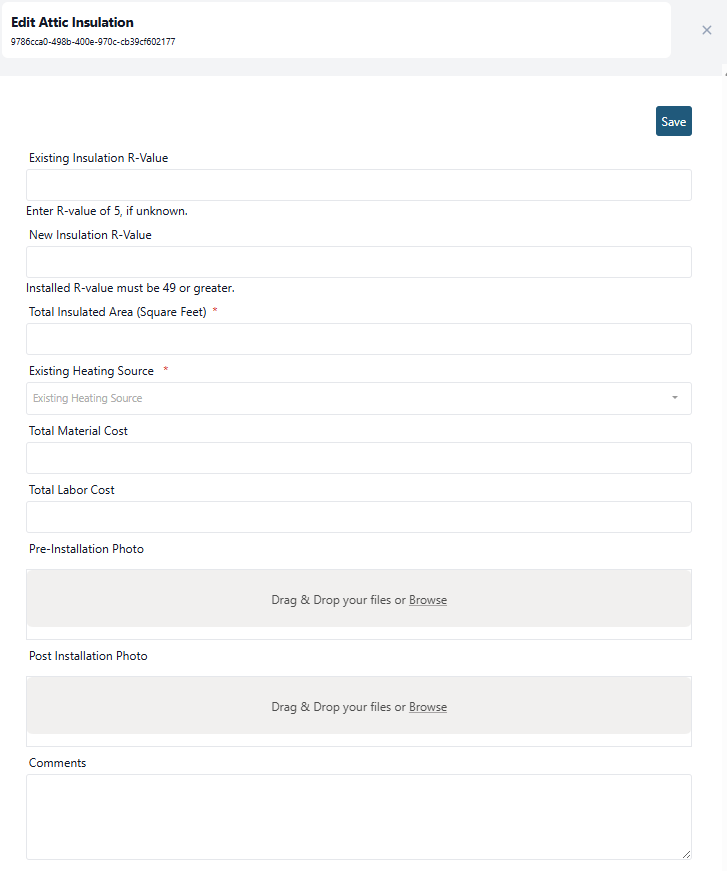 Edit Attic Insulation
9786cca0-498b-400e-970c-cb39cf602177
Save
Existing Insulation R-Value
Enter R-value of 5, if unknown.
New Insulation R-Value
Installed R-value must be 49 or greater.
Total Insulated Area (Square Feet) *
Existing Heating Source *
Existing Heating Source
Total Material Cost
Total Labor Cost
Pre-Installation Photo
Drag & Drop your files or Browse
Post Installation Photo
Drag & Drop your files or Browse
Comments